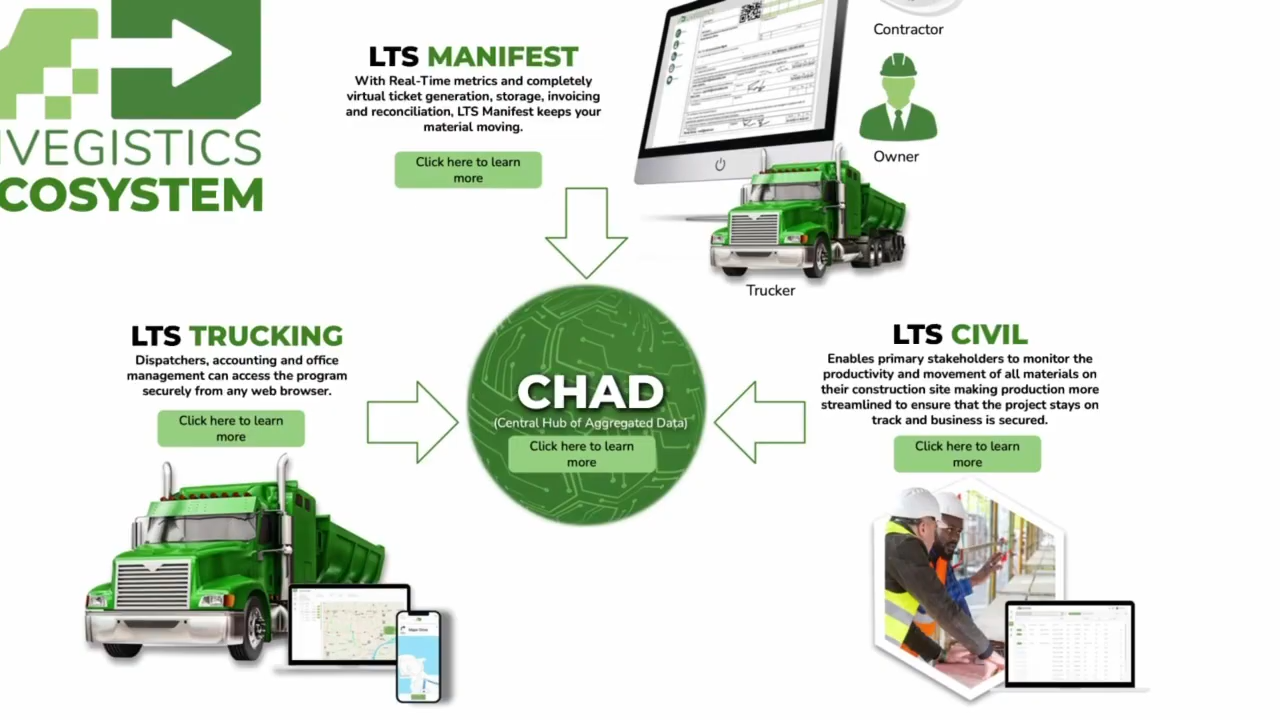 IVEGISTICS
COSYSTEM
LTS MANIFEST
With Real-Time metrics and completely
virtual ticket generation, storage, invoicing
and reconciliation, LTS Manifest keeps your
material moving.
Click here to learn
more
Contractor
Owner
Trucker
LTS TRUCKING
Dispatchers, accounting and office
management can access the program
securely from any web browser.
Click here to learn
more
CHAD
(Central Hub of Aggregated Data)
Click here to learn
more
LTS CIVIL
Enables primary stakeholders to monitor the
productivity and movement of all materials on
their construction site making production more
streamlined to ensure that the project stays on
track and business is secured.
Click here to learn
more